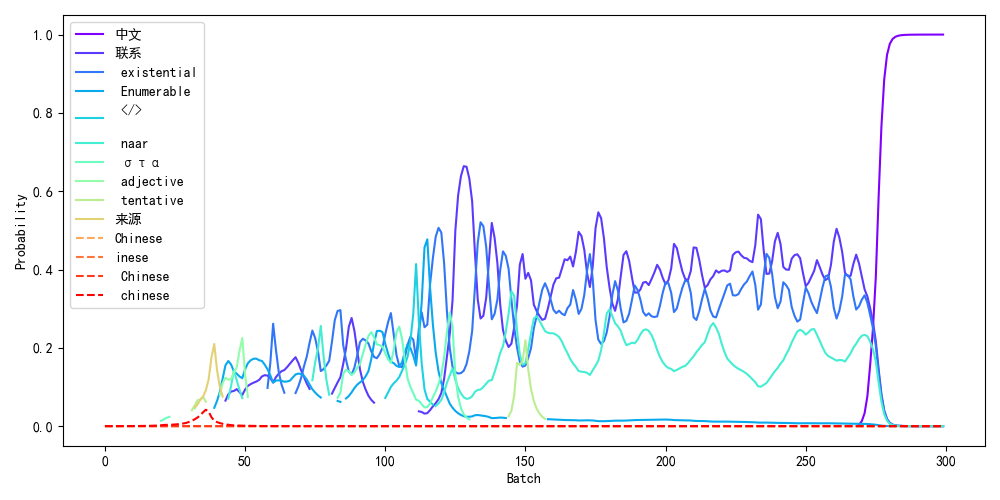 中文
联系
existential
Enumerable
</>
naar
στα
adjective
tentative
来源
Chinese
inese
Chinese
chinese
Probability
1.0
0.8
0.6
0.4
0.2
0.0
0
50
100
150
200
250
300
Batch